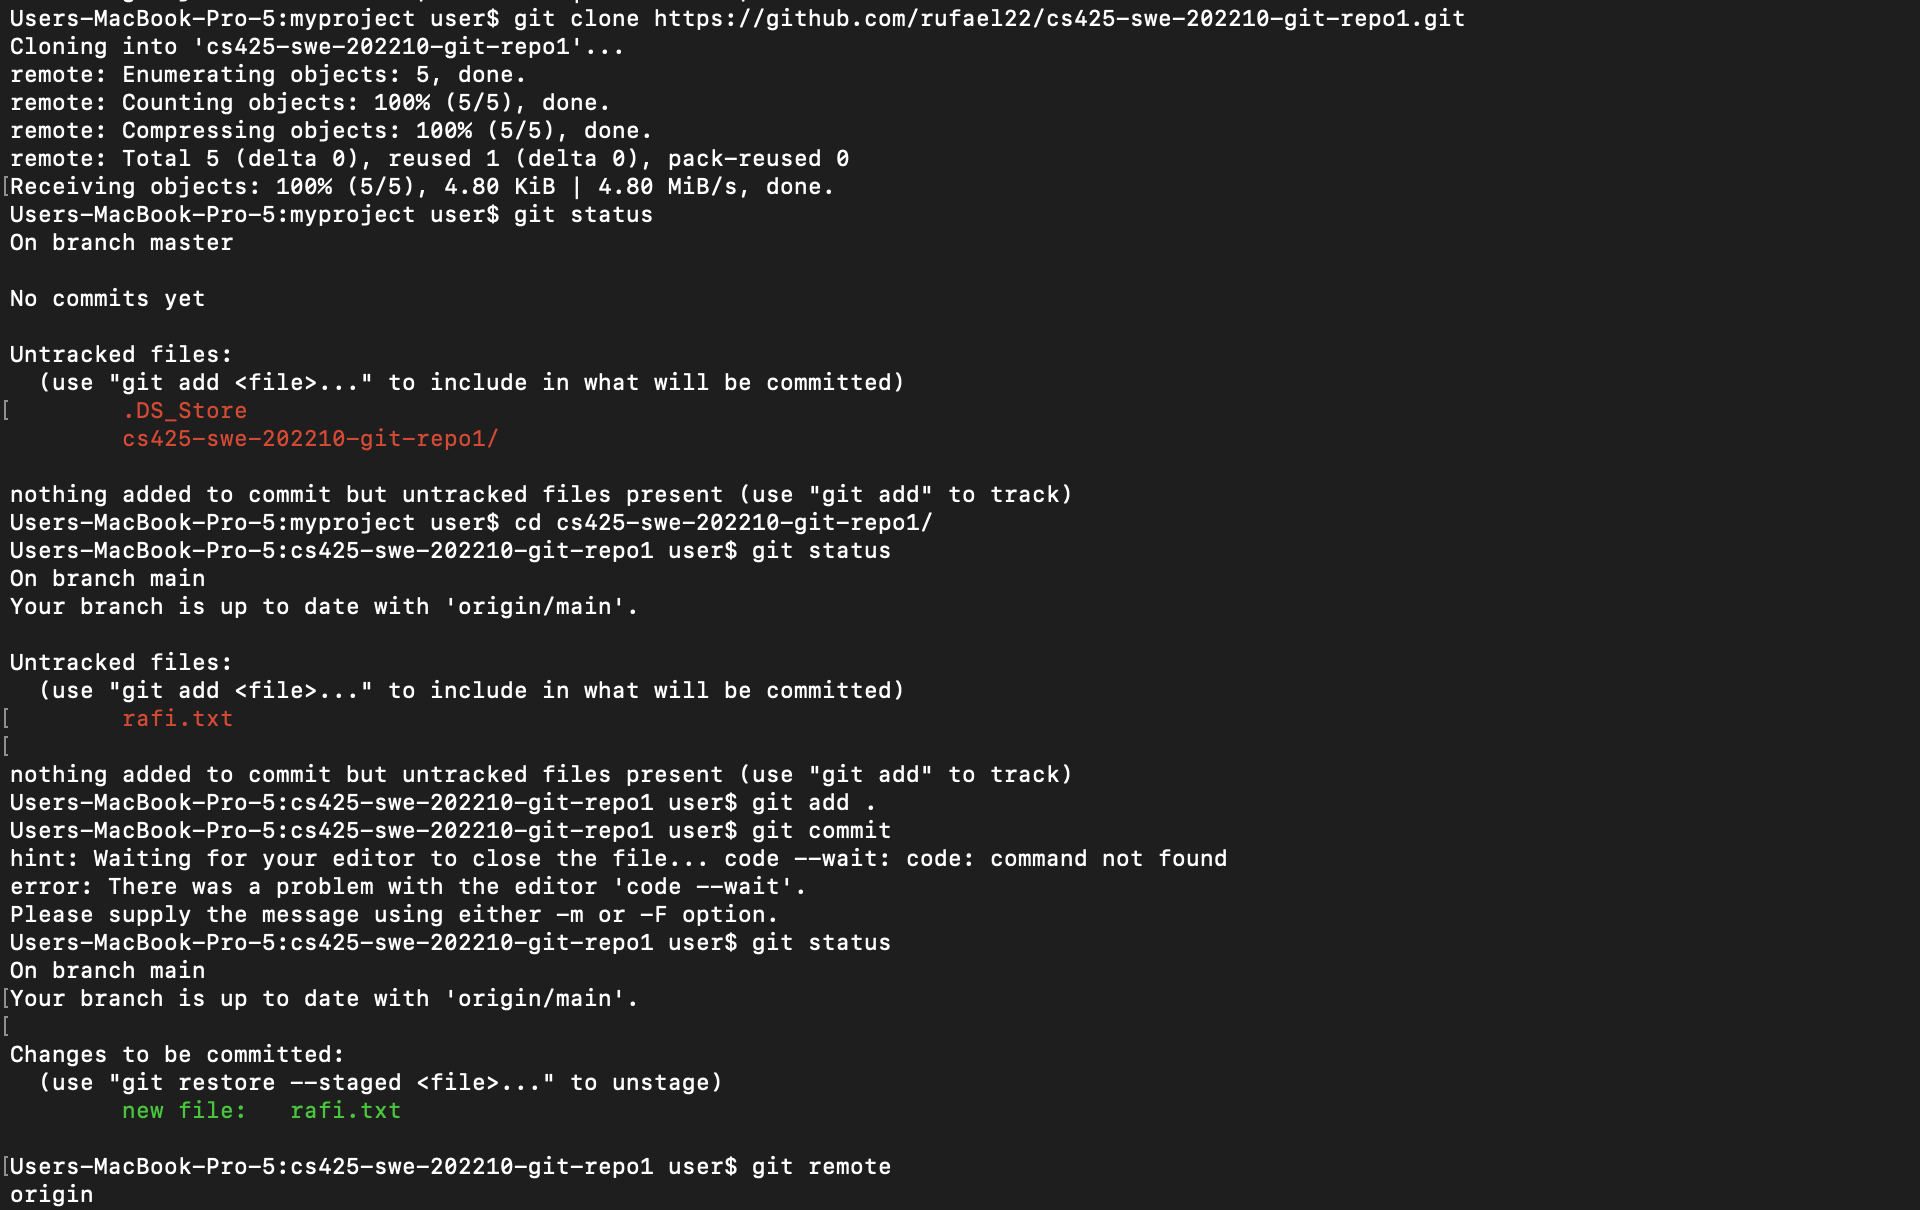 Users-MacBook-Pro-5:myproject user$ git clone https://github.com/rufael22/cs425-swe-202210-git-repo1.git
Cloning into 'cs425-swe-202210-git-repo1'...
remote: Enumerating objects: 5, done.
remote: Counting objects: 100% (5/5), done.
remote: Compressing objects: 100% (5/5), done.
remote: Total 5 (delta 0), reused 1 (delta 0), pack-reused 0
[Receiving objects: 100% (5/5), 4.80 KiB | 4.80 MiB/s, done.
Users-MacBook-Pro-5:myproject user$ git status
On branch master
No commits yet
Untracked files:
  (use "git add <file>..." to include in what will be committed)
[        .DS_Store
        cs425-swe-202210-git-repo1/
nothing added to commit but untracked files present (use "git add" to track)
Users-MacBook-Pro-5:myproject user$ cd cs425-swe-202210-git-repo1/
Users-MacBook-Pro-5:cs425-swe-202210-git-repo1 user$ git status
On branch main
Your branch is up to date with 'origin/main'.
Untracked files:
  (use "git add <file>..." to include in what will be committed)
[        rafi.txt
[
nothing added to commit but untracked files present (use "git add" to track)
Users-MacBook-Pro-5:cs425-swe-202210-git-repo1 user$ git add .
Users-MacBook-Pro-5:cs425-swe-202210-git-repo1 user$ git commit
hint: Waiting for your editor to close the file... code --wait: code: command not found
error: There was a problem with the editor 'code --wait'.
Please supply the message using either -m or -F option.
Users-MacBook-Pro-5:cs425-swe-202210-git-repo1 user$ git status
On branch main
[Your branch is up to date with 'origin/main'.
[
Changes to be committed:
  (use "git restore --staged <file>..." to unstage)
        new file:   rafi.txt
[Users-MacBook-Pro-5:cs425-swe-202210-git-repo1 user$ git remote
origin